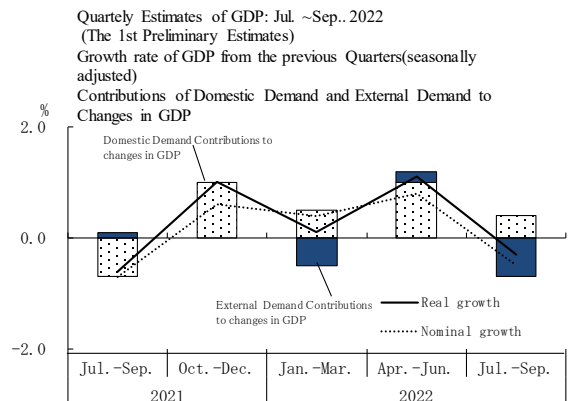 Quartely Estimates of GDP: Jul. ~Sep.. 2022
(The 1st Preliminary Estimates)
Growth rate of GDP from the previous Quarters(seasonally
adjusted)
Contributions of Domestic Demand and External Demand to
Changes in GDP
%
2.0
Domestic Demand Contributions to
changes in GDP
0.0
External Demand Contributions
to changes in GDP
Real growth
Nominal growth
-2.0
Jul.-Sep. Oct.-Dec. Jan.-Mar. Apr.-Jun. Jul.-Sep.
2021 2022